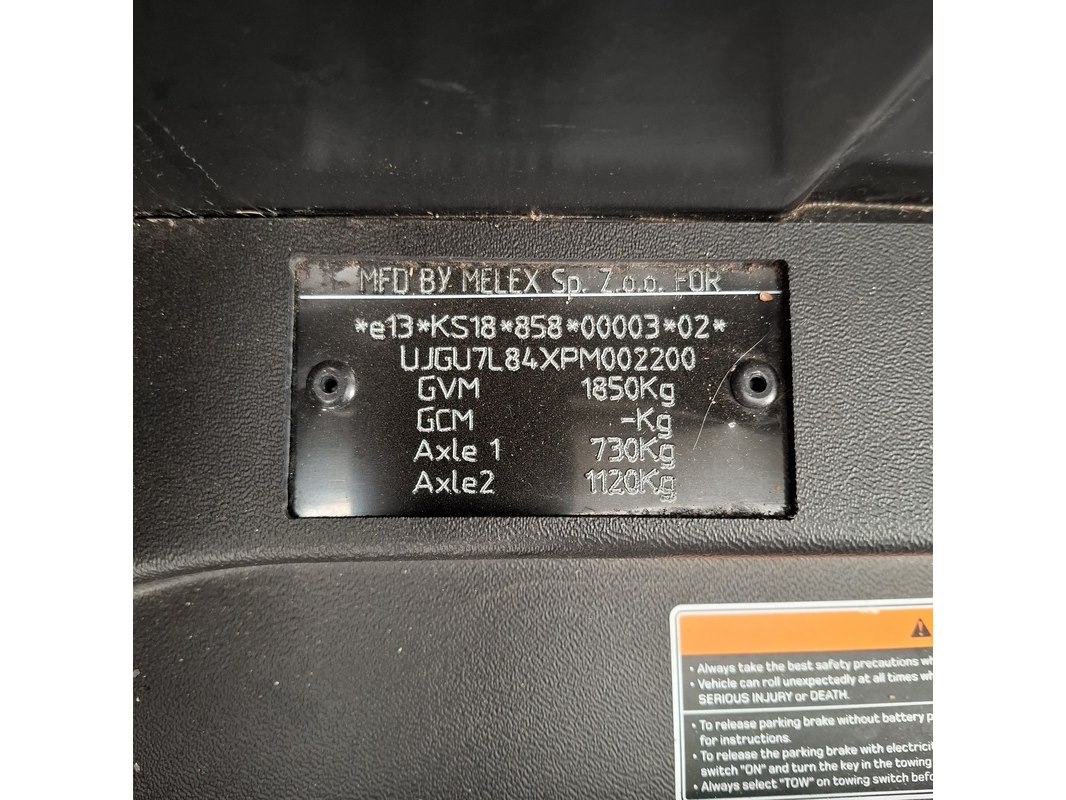 MFD BY MELEX Sp. Z.o.o. FOR
*e13*KS18*858*00003*02*
UJGU7L84XPM002200
GVM 1850Kg
GCM -Kg
Axle 1 730Kg
Axle2 1120Kg
• Always take the best safety precautions
• Vehicle can roll unexpectedly at all times
SERIOUS INJURY or DEATH.
• To release parking brake without battery
for instructions.
• To release the parking brake with
switch "ON" and turn the key in the towing
• Always select "TOW" on towing switch